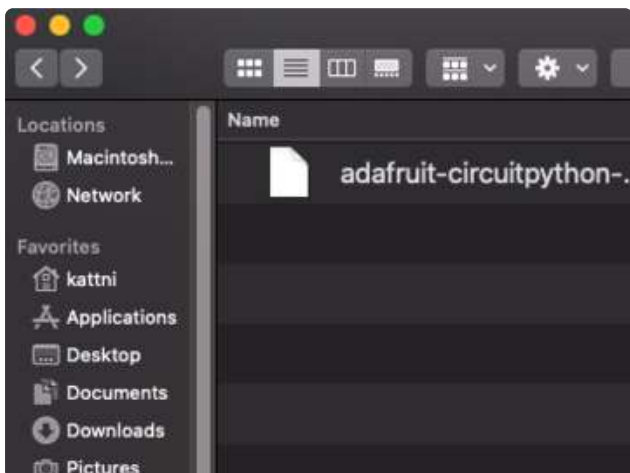 Locations
Macintosh...
Network
Favorites
kattni
Applications
Desktop
Documents
Downloads
Pictures
Name
adafruit-circuitpython-.